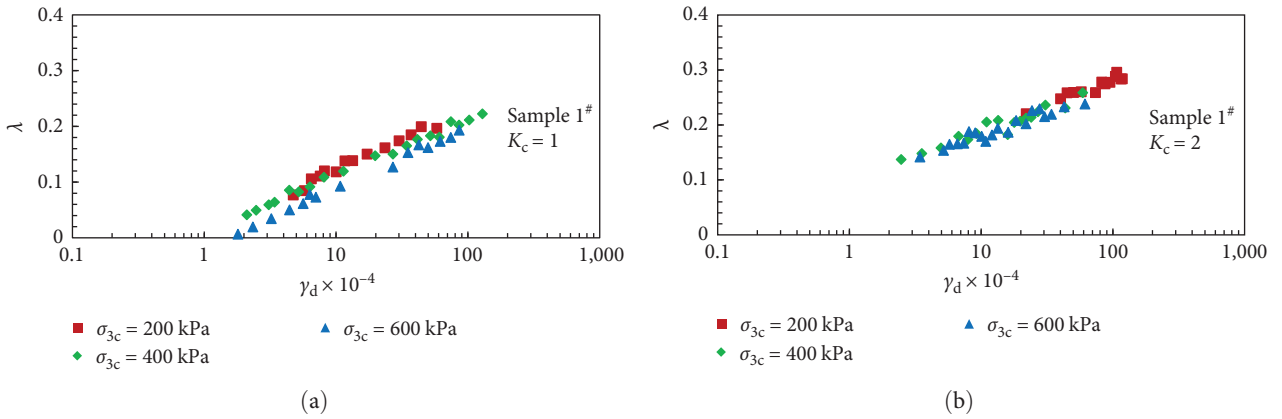 0.4
0.3
0.2
0.1
0
λ
0.1
1
10
100
1,000
γd × 10⁻⁴
Sample 1#
Kc = 1
σ3c = 200 kPa
σ3c = 400 kPa
σ3c = 600 kPa
(a)
0.4
0.3
0.2
0.1
0
λ
0.1
1
10
100
1,000
γd × 10⁻⁴
Sample 1#
Kc = 2
σ3c = 200 kPa
σ3c = 400 kPa
σ3c = 600 kPa
(b)